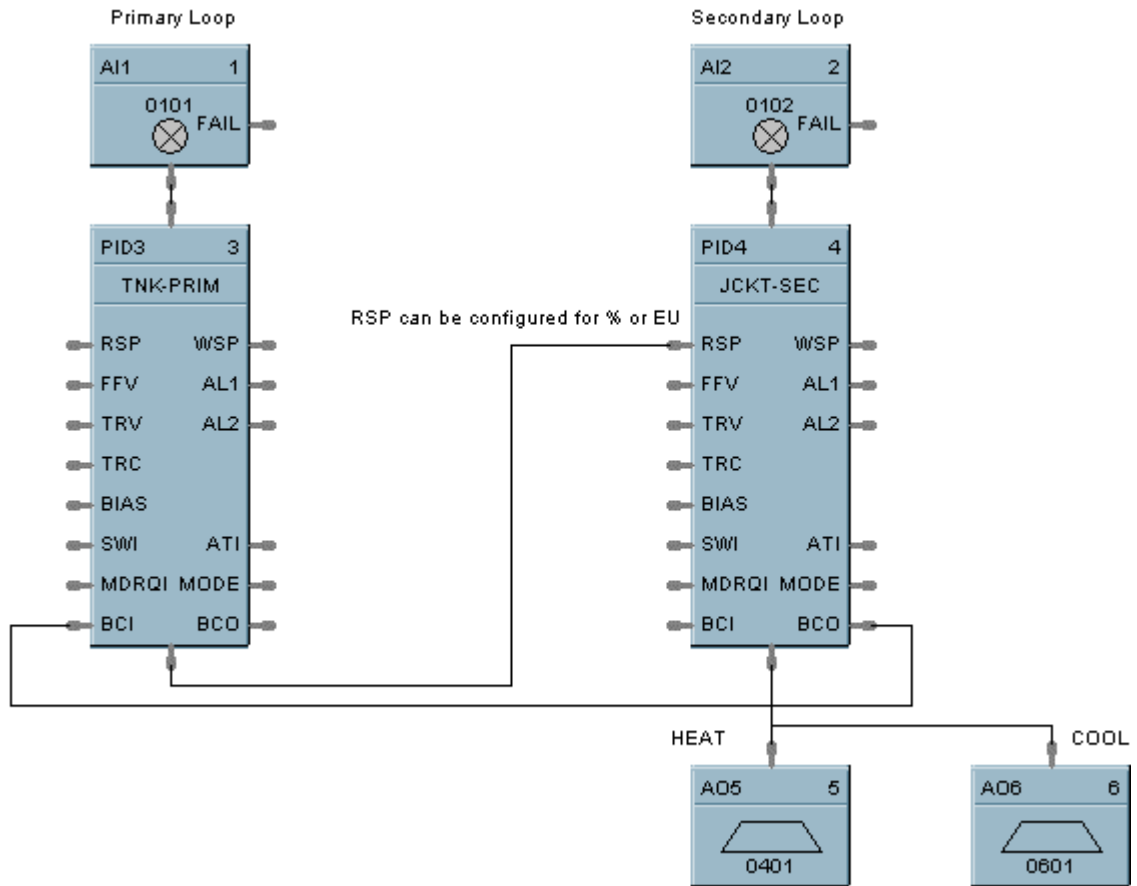 Primary Loop
Secondary Loop
AI1 1
0101
FAIL
AI2 2
0102
FAIL
PID3 3
TNK-PRIM
RSP WSP
FFV AL1
TRV AL2
TRC
BIAS
SWI ATI
MDRQI MODE
BCI BCO
RSP can be configured for % or EU
PID4 4
JCKT-SEC
RSP WSP
FFV AL1
TRV AL2
TRC
BIAS
SWI ATI
MDRQI MODE
BCI BCO
HEAT
COOL
AO5 5
0401
AO6 6
0601